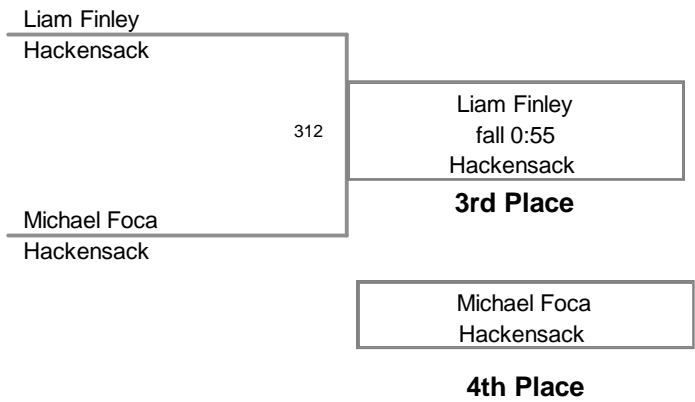 Liam Finley
Hackensack
312
Liam Finley
fall 0:55
Hackensack
3rd Place
Michael Foca
Hackensack
Michael Foca
Hackensack
4th Place